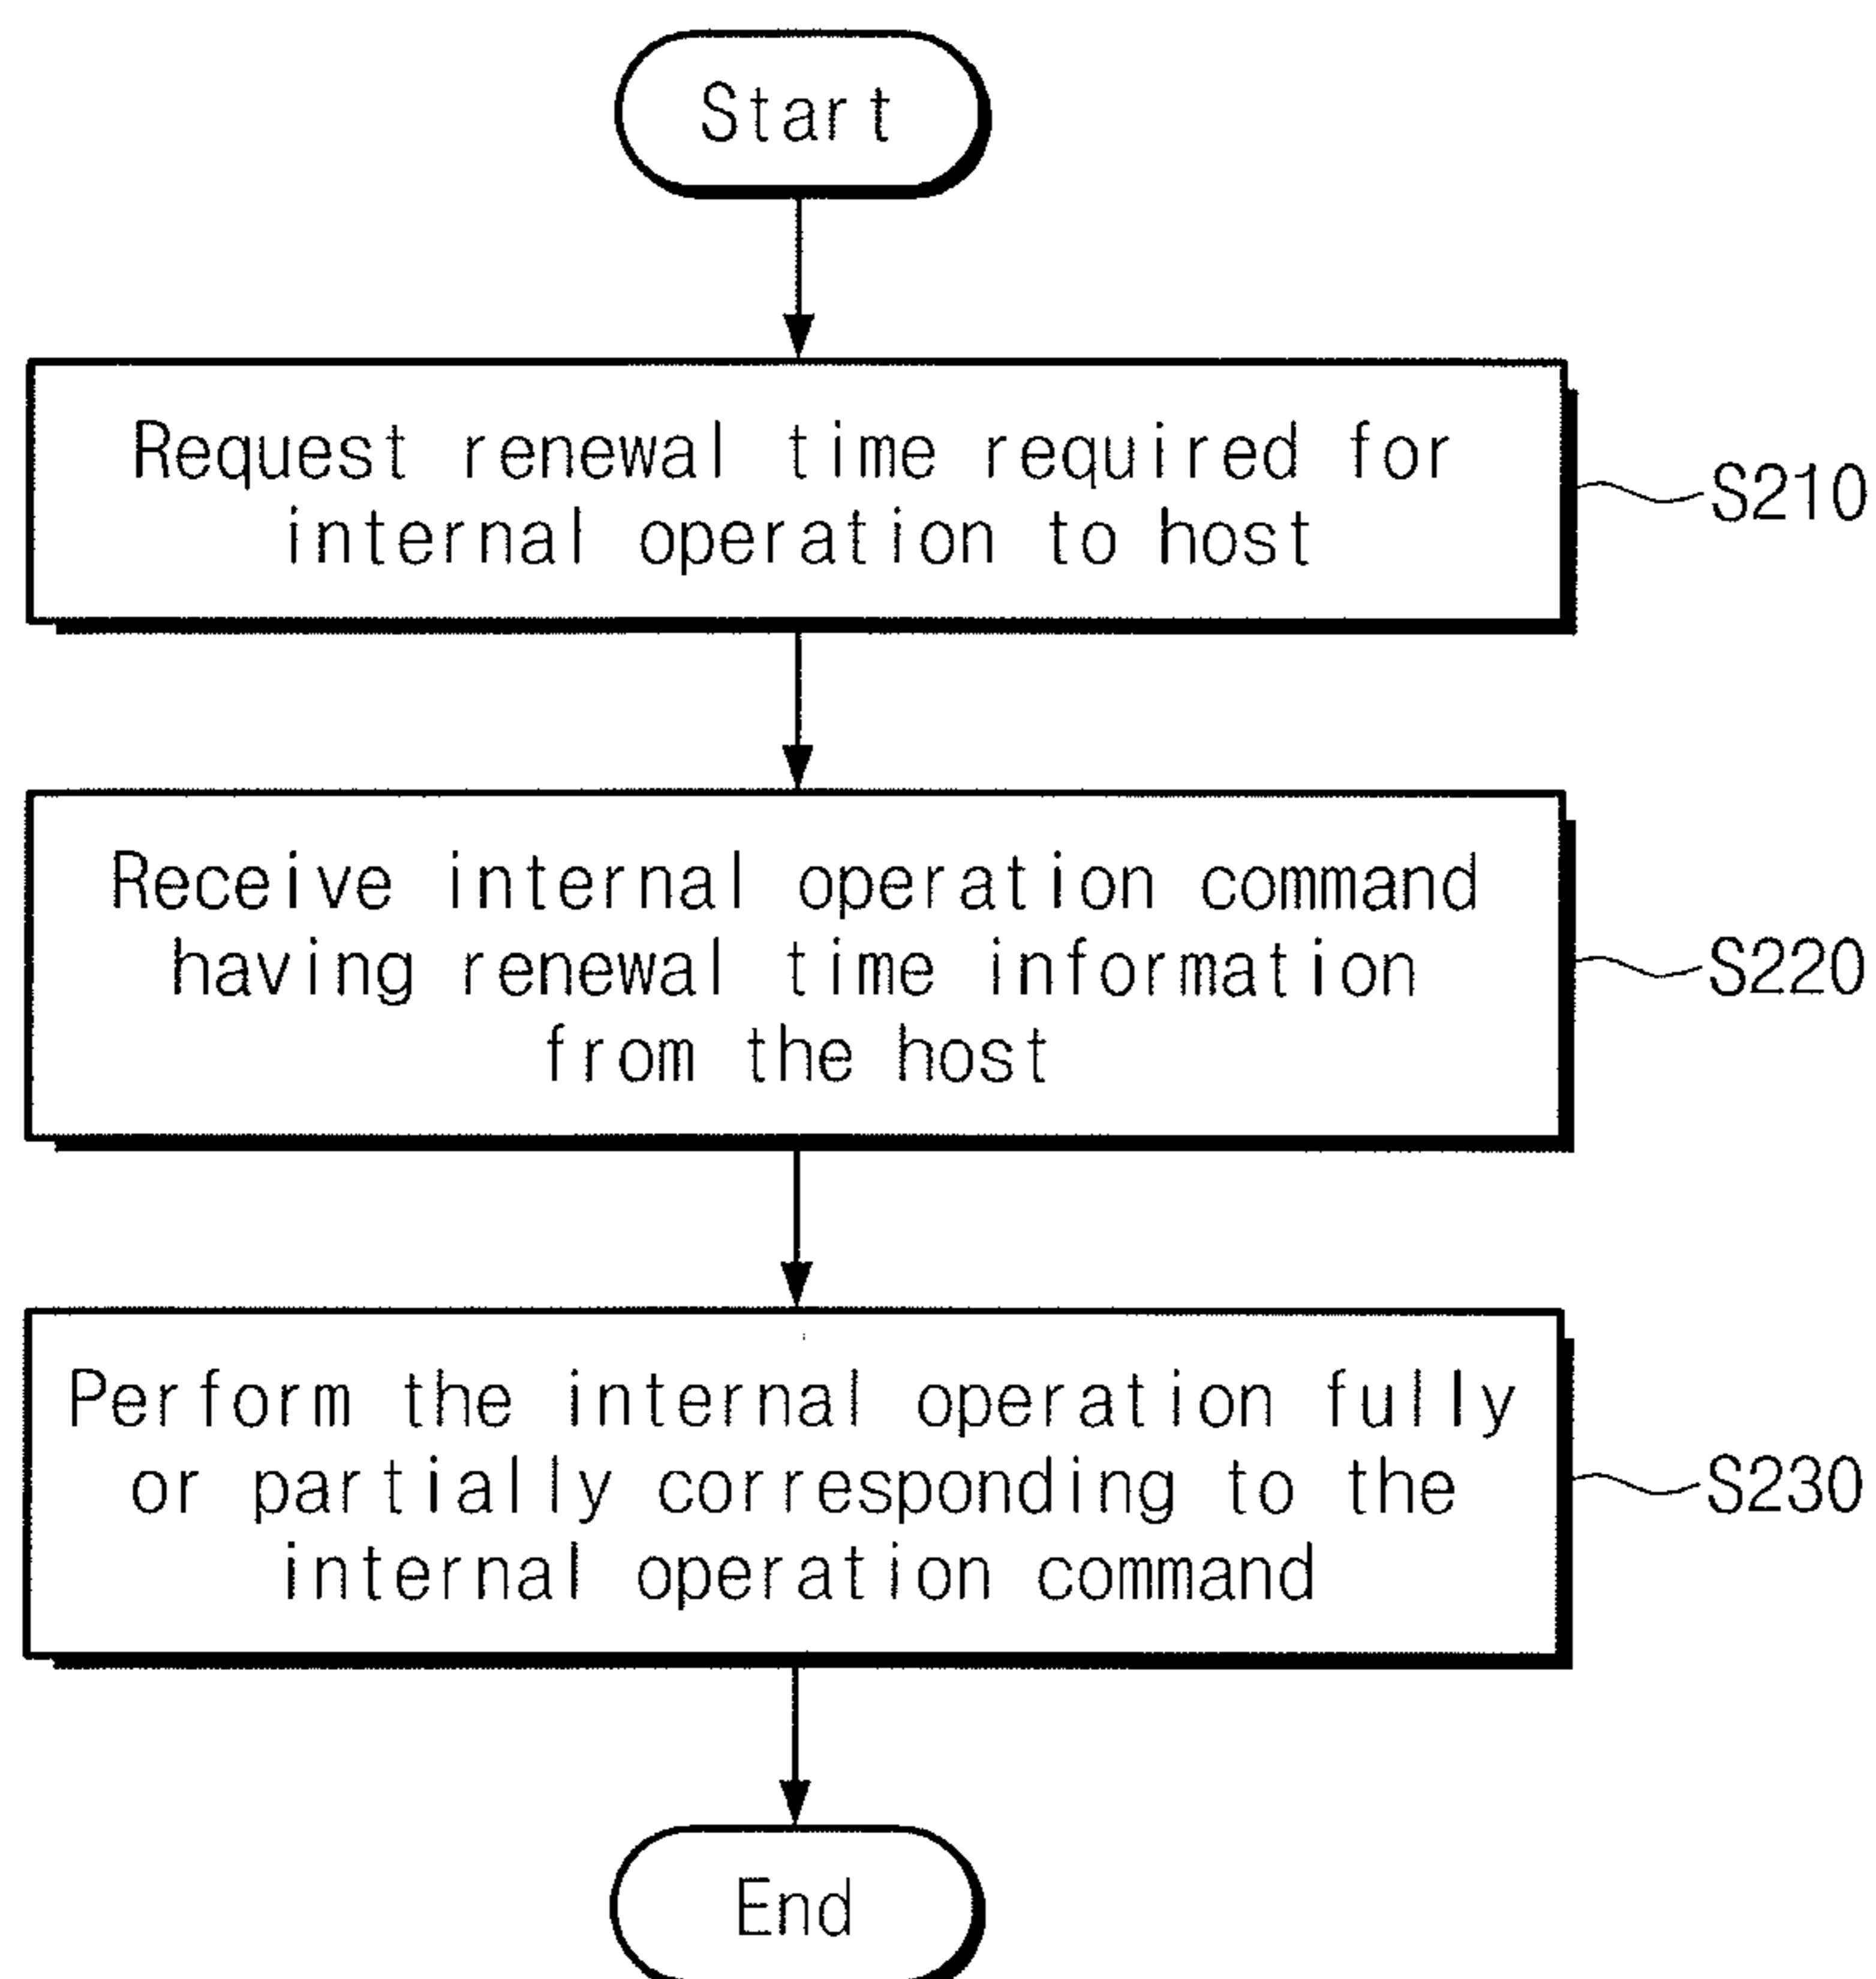 Start
Request renewal time required for
internal operation to host
S210
Receive internal operation command
having renewal time information
from the host
S220
Perform the internal operation fully
or partially corresponding to the
internal operation command
S230
End